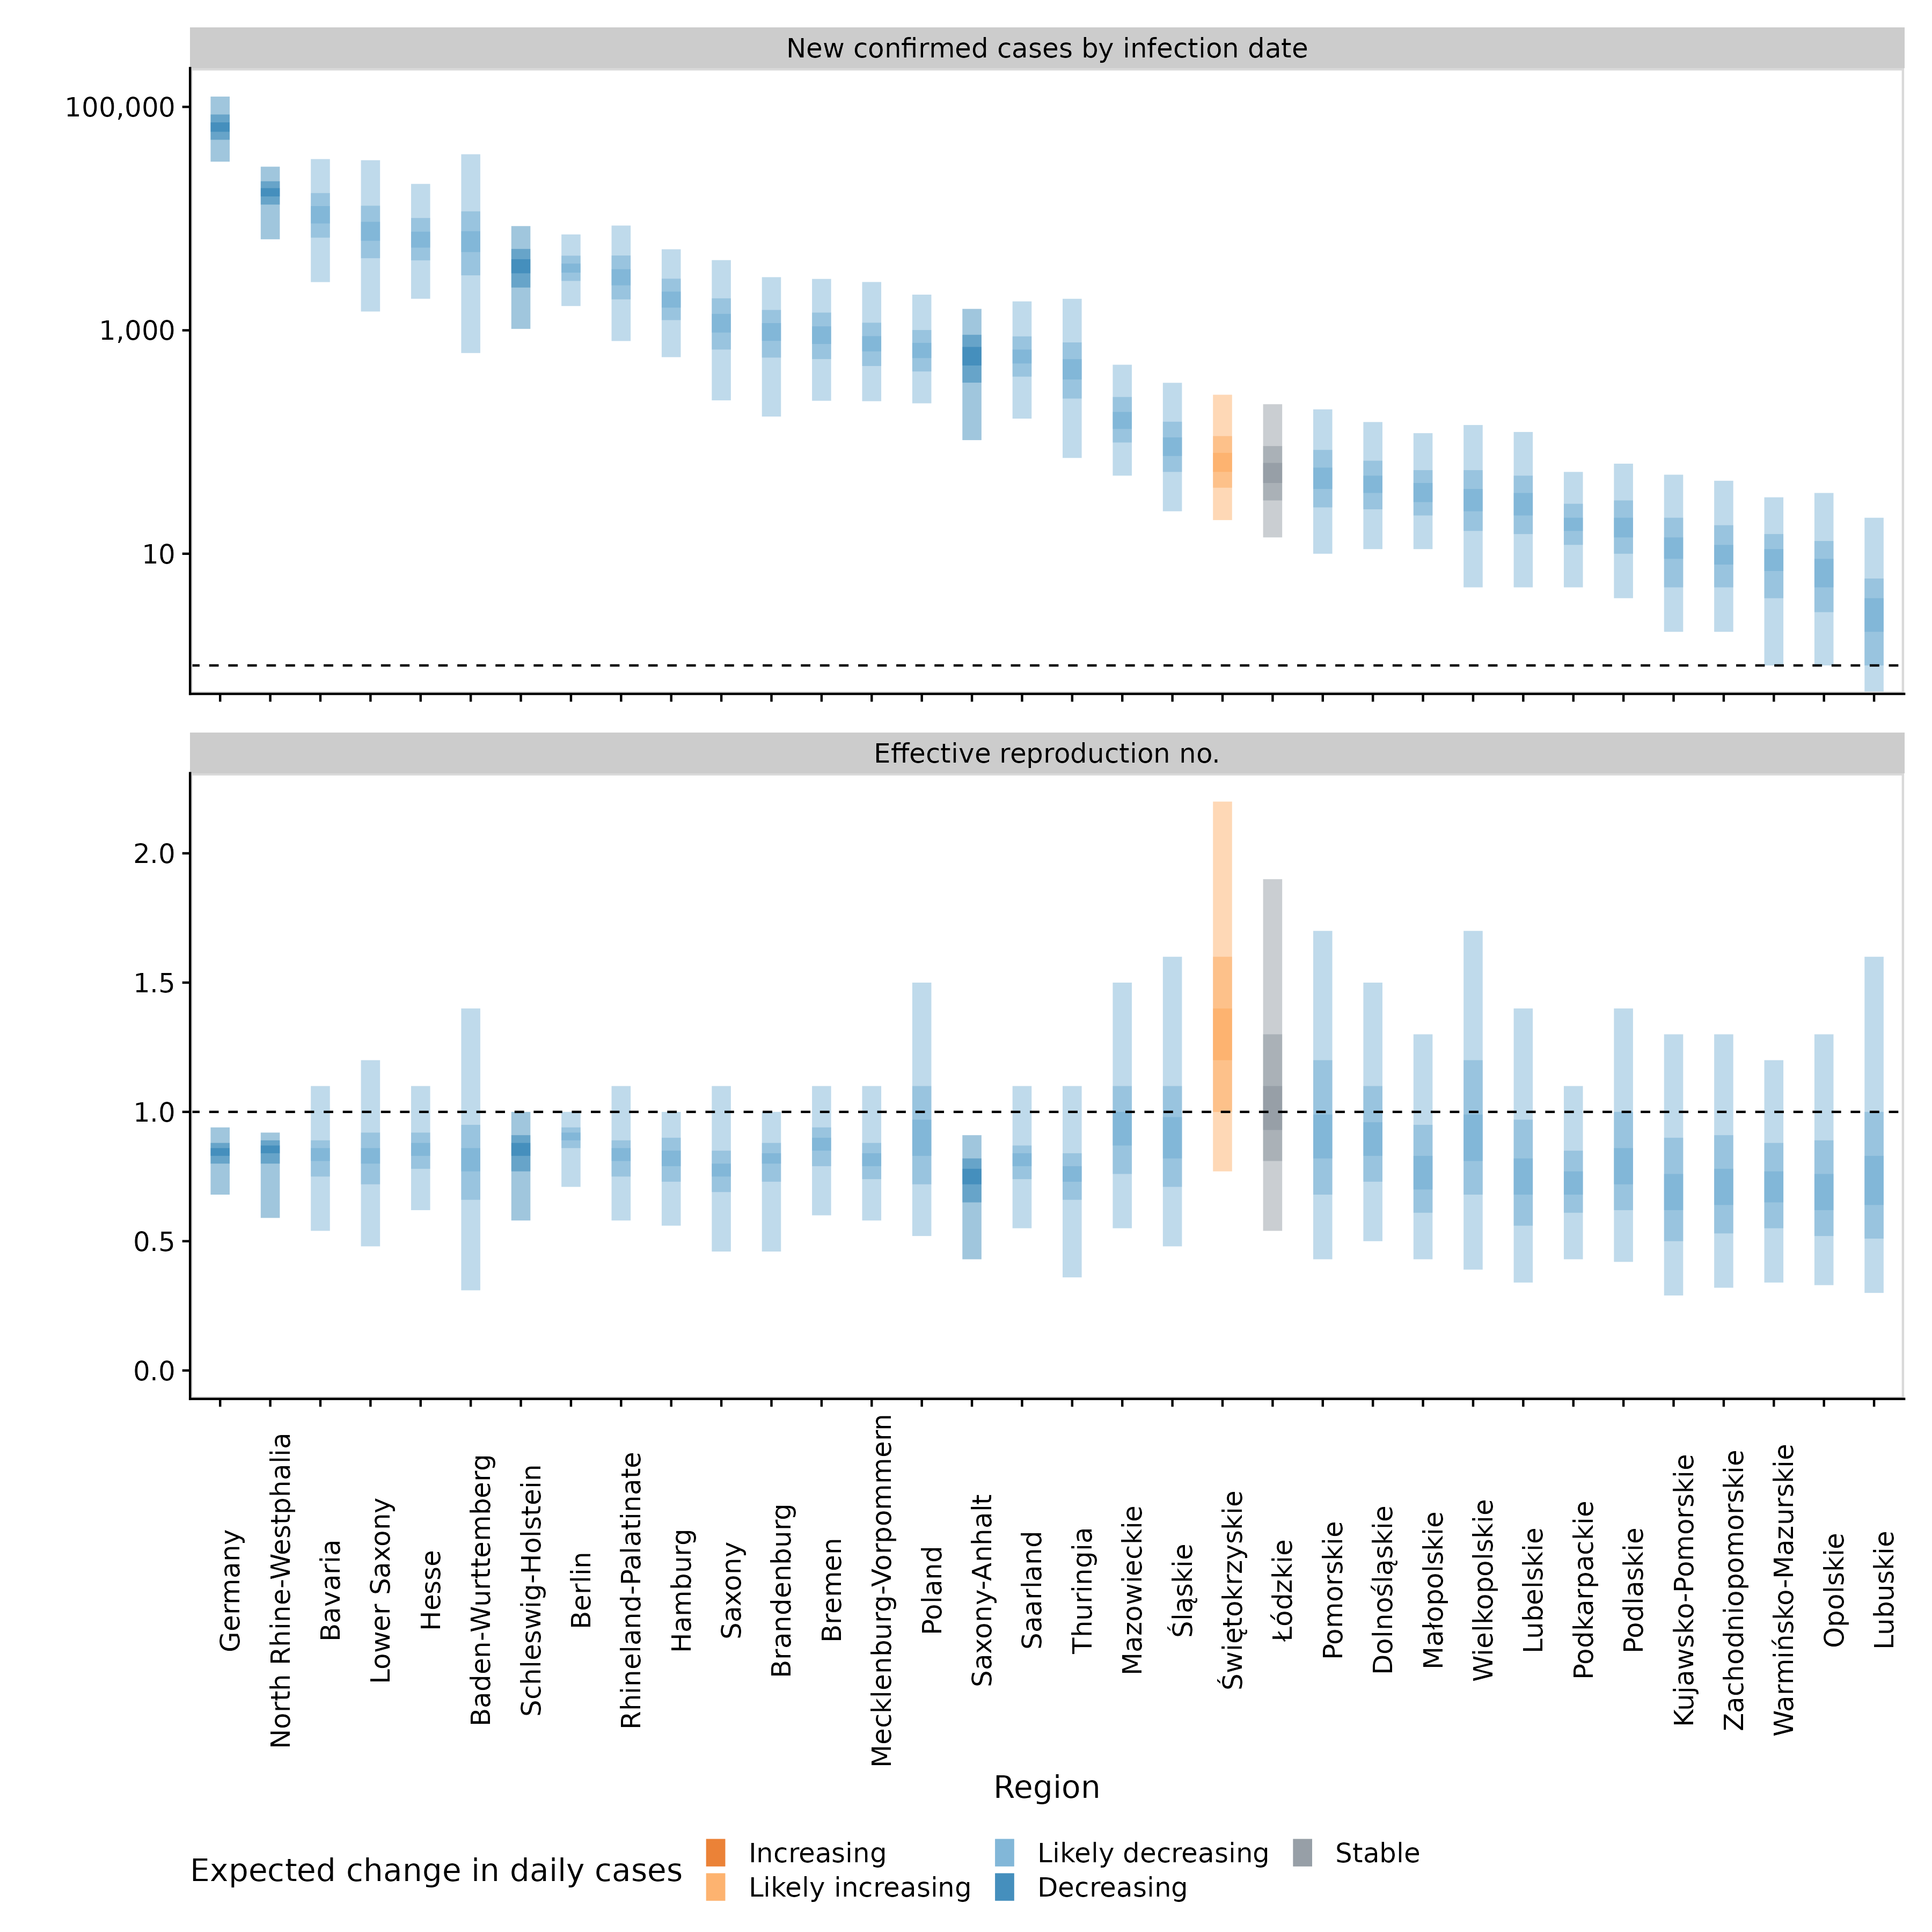 New confirmed cases by infection date
100,000
1,000
10
Effective reproduction no.
2.0
1.5
1.0
0.5
0.0
Germany
North Rhine-Westphalia
Bavaria
Lower Saxony
Hesse
Baden-Wurttemberg
Schleswig-Holstein
Berlin
Rhineland-Palatinate
Hamburg
Saxony
Brandenburg
Bremen
Mecklenburg-Vorpommern
Poland
Saxony-Anhalt
Saarland
Thuringia
Mazowieckie
Śląskie
Świętokrzyskie
Łódzkie
Pomorskie
Dolnośląskie
Małopolskie
Wielkopolskie
Lubelskie
Podkarpackie
Podlaskie
Kujawsko-Pomorskie
Zachodniopomorskie
Warmińsko-Mazurskie
Opolskie
Lubuskie
Region
Expected change in daily cases
Increasing
Likely increasing
Likely decreasing
Decreasing
Stable